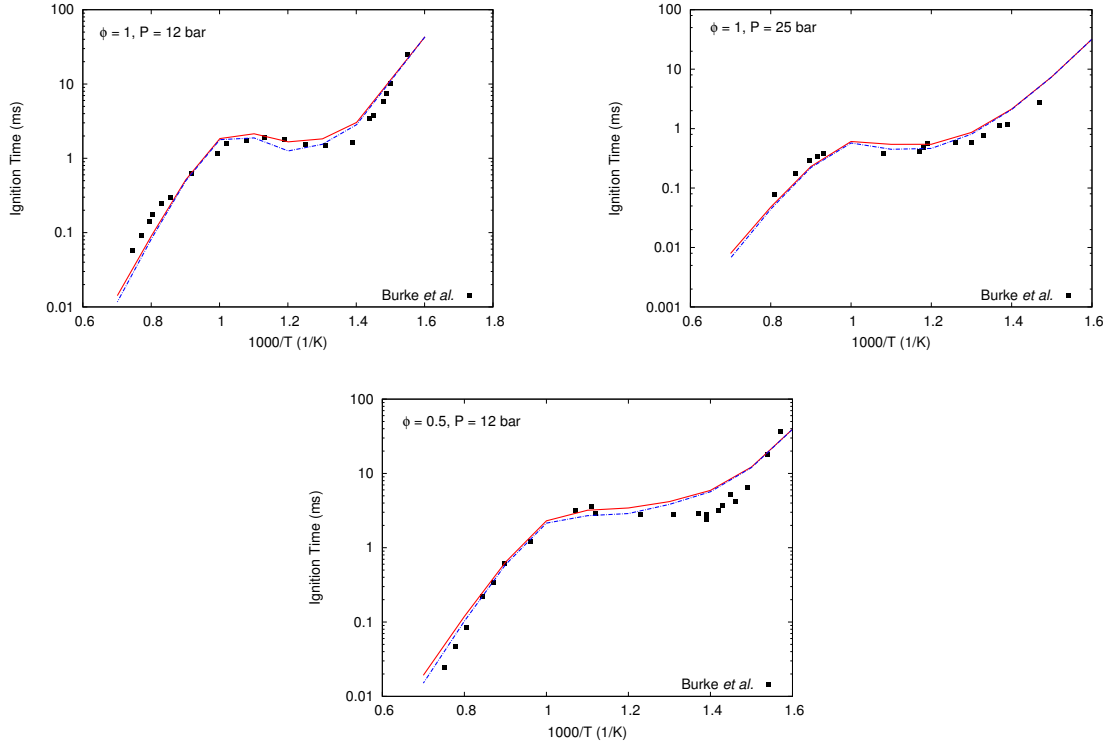 ϕ = 1, P = 12 bar
Ignition Time (ms)
100
10
1
0.1
0.01
0.6 0.8 1 1.2 1.4 1.6 1.8
1000/T (1/K)
Burke et al.
ϕ = 1, P = 25 bar
Ignition Time (ms)
100
10
1
0.1
0.01
0.001
0.6 0.8 1 1.2 1.4 1.6
1000/T (1/K)
Burke et al.
ϕ = 0.5, P = 12 bar
Ignition Time (ms)
100
10
1
0.1
0.01
0.6 0.8 1 1.2 1.4 1.6
1000/T (1/K)
Burke et al.